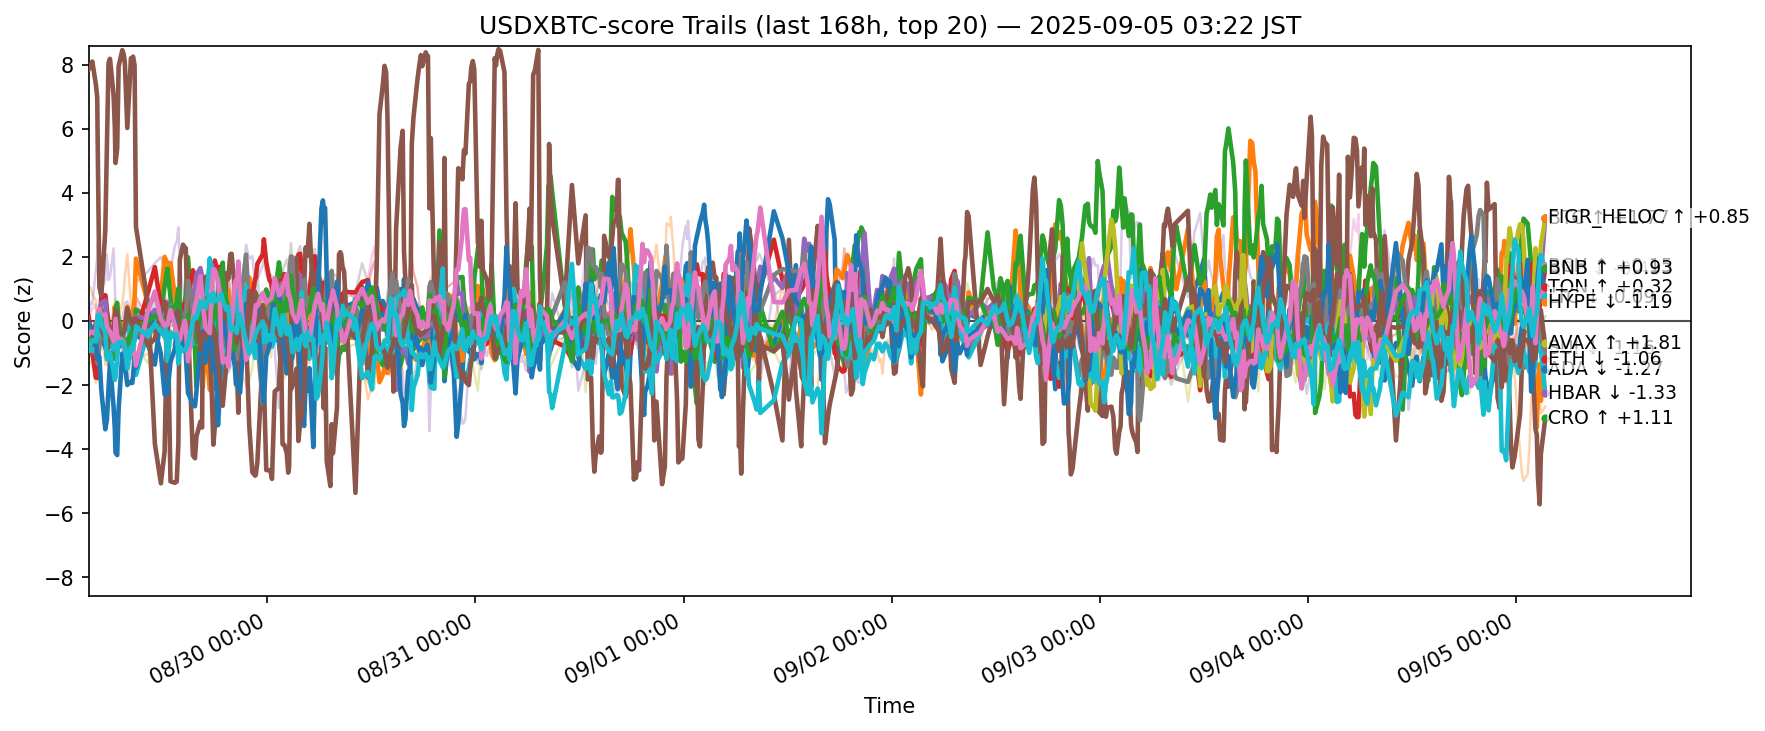 USDXBTC-score Trails (last 168h, top 20) — 2025-09-05 03:22 JST
Score (z)
8
6
4
2
0
−2
−4
−6
−8
FIGR_HELOC ↑ +0.85
BNB ↑ +0.93
TON ↑ +0.32
HYPE ↓ -1.19
AVAX ↑ +1.81
ETH ↓ -1.06
ADA ↓ -1.27
HBAR ↓ -1.33
CRO ↑ +1.11
08/30 00:00
08/31 00:00
09/01 00:00
09/02 00:00
09/03 00:00
09/04 00:00
09/05 00:00
Time